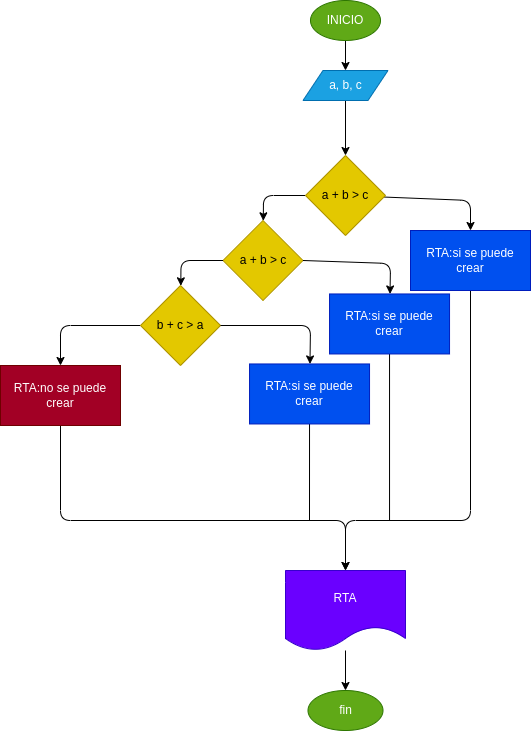 INICIO
a, b, c
a + b > c
a + b > c
RTA:si se puede
crear
b + c > a
RTA:si se puede
crear
RTA:no se puede
crear
RTA:si se puede
crear
RTA
fin